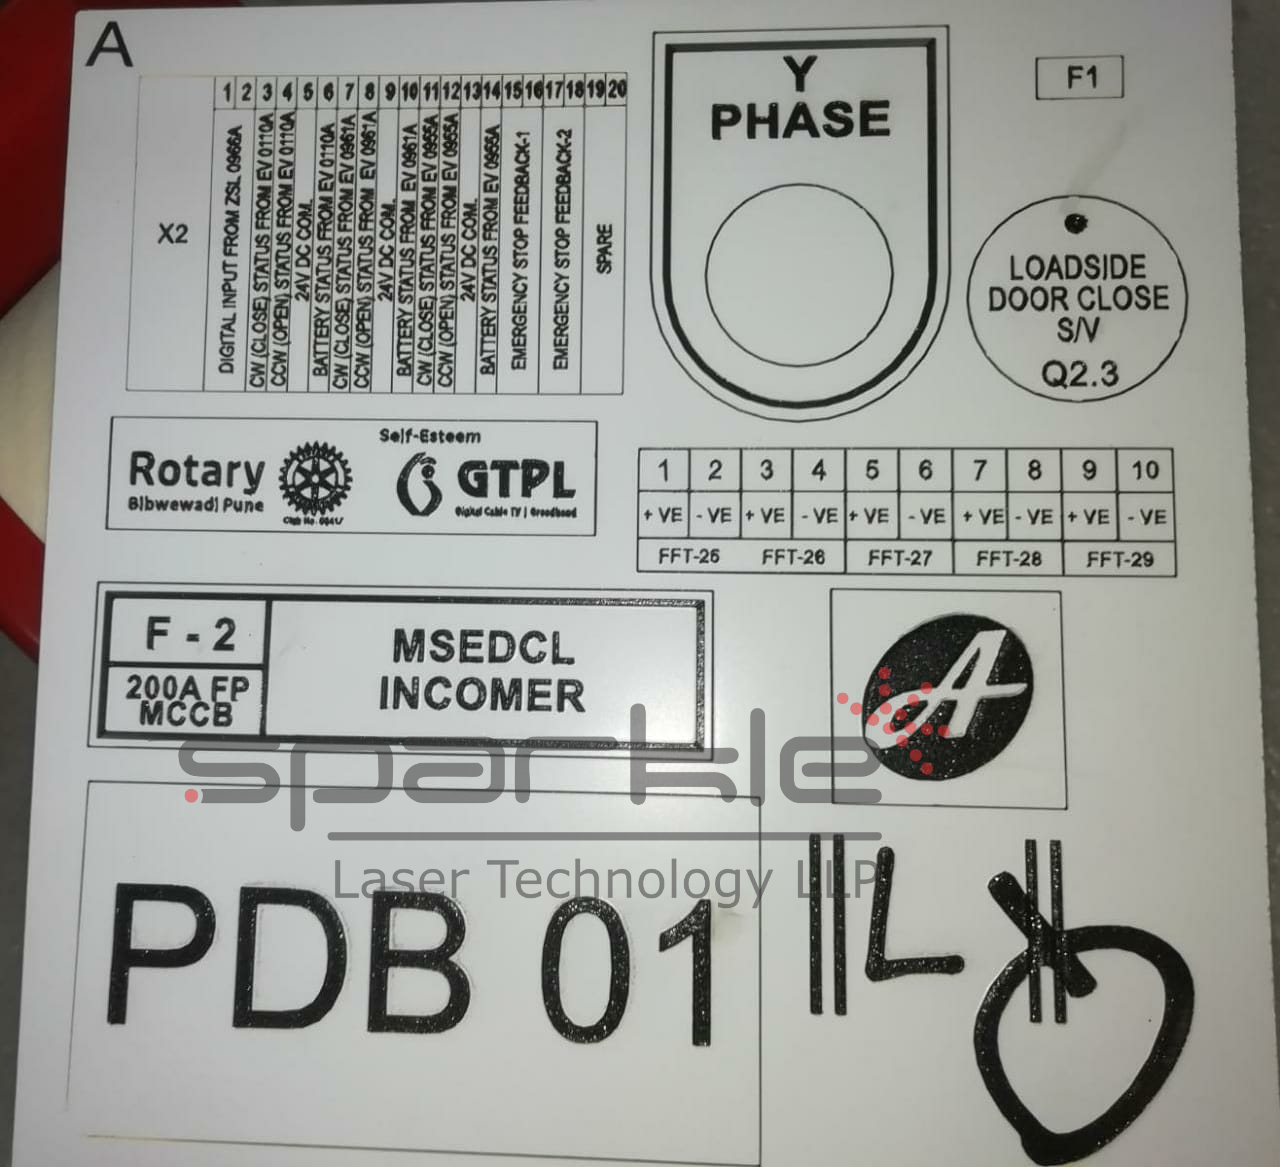 A
1 2 3 4 5 6 7 8 9 10 11 12 13 14 15 16 17 18 19 20
X2
DIGITAL INPUT FROM ZSL 0966A
CW (CLOSE) STATUS FROM EV 0110A
CCW (OPEN) STATUS FROM EV 0110A
24V DC COM.
BATTERY STATUS FROM EV 0110A
CW (CLOSE) STATUS FROM EV 0961A
CCW (OPEN) STATUS FROM EV 0961A
24V DC COM.
BATTERY STATUS FROM EV 0961A
CW (CLOSE) STATUS FROM EV 0965A
CCW (OPEN) STATUS FROM EV 0965A
24V DC COM.
BATTERY STATUS FROM EV 0965A
EMERGENCY STOP FEEDBACK-1
EMERGENCY STOP FEEDBACK-2
SPARE
Y
PHASE
F1
LOADSIDE
DOOR CLOSE
S/V
Q2.3
Rotary
Bibwewadi Pune
Club No.
Self-Esteem
GTPL
Digital Cable TV | Broadband
1 2 3 4 5 6 7 8 9 10
+ VE - VE + VE - VE + VE - VE + VE - VE + VE - VE
FFT-25 FFT-26 FFT-27 FFT-28 FFT-29
F - 2
200A FP
MCCB
MSEDCL
INCOMER
A
sparkle
Laser Technology LLP
PDB 01